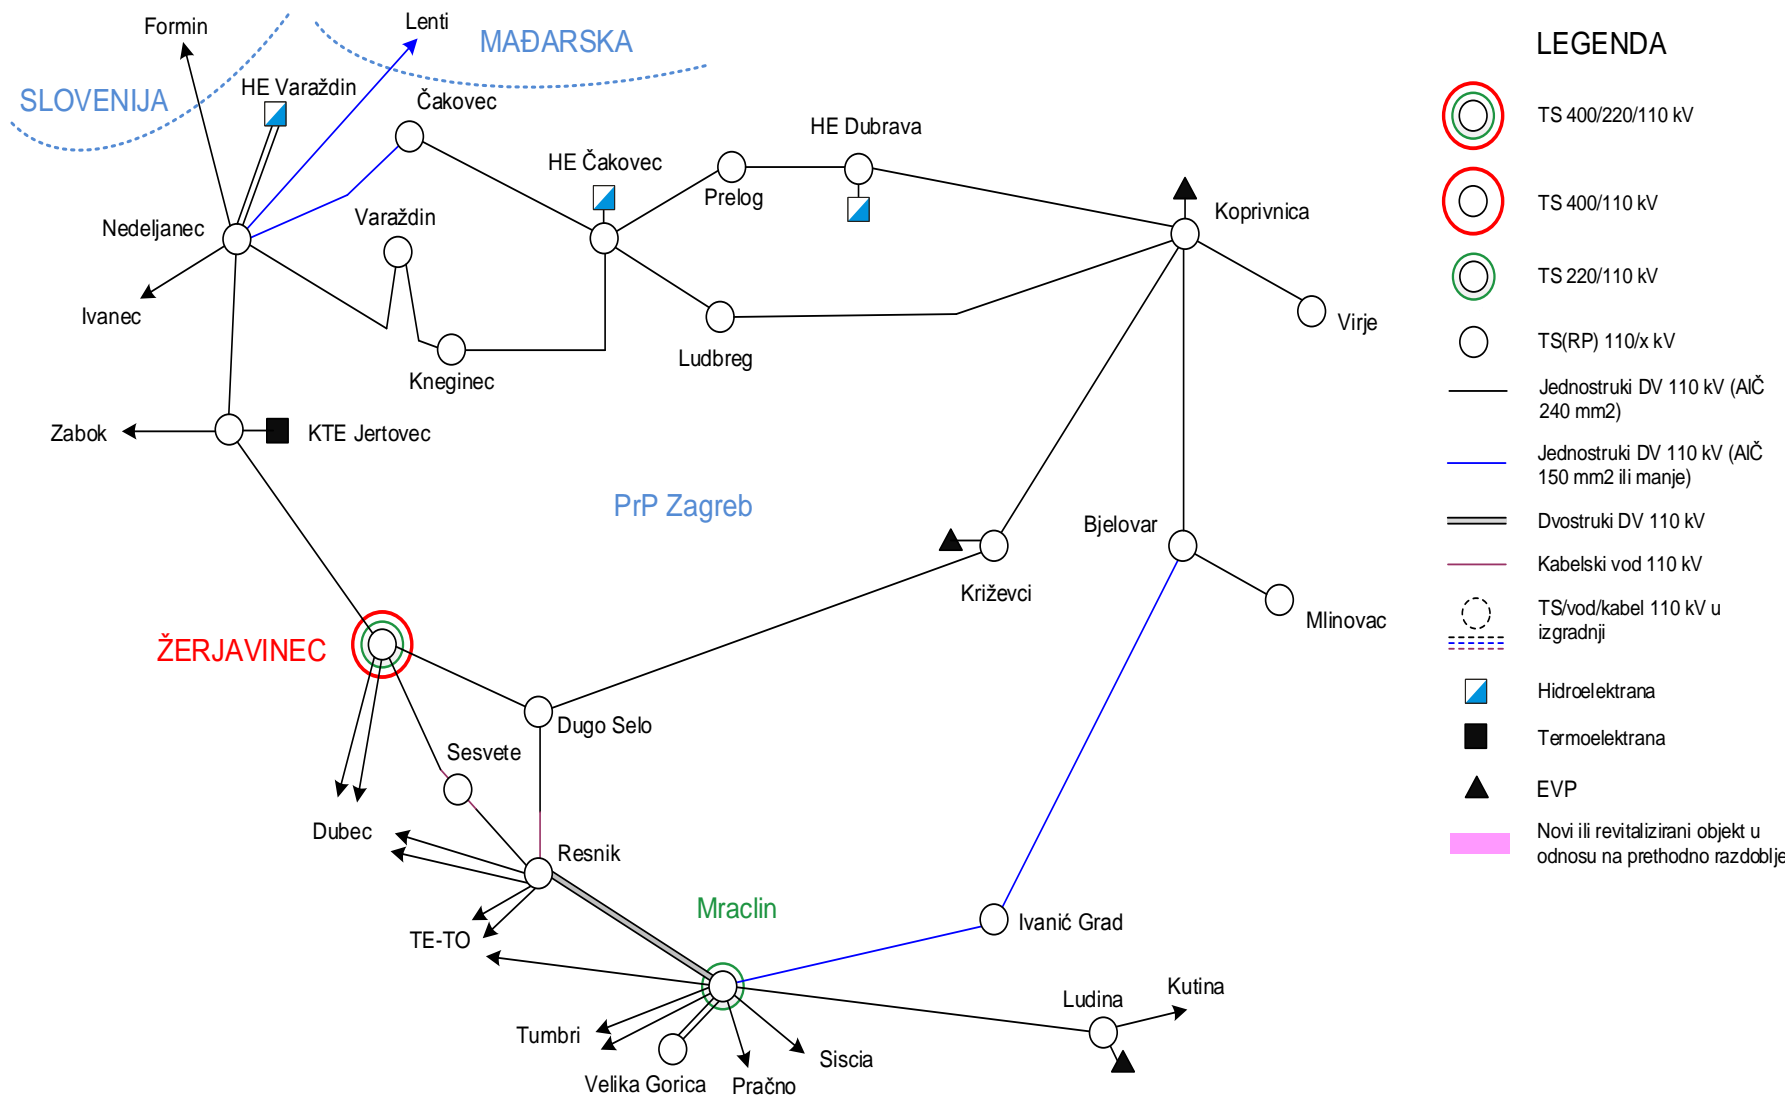 Formin
Lenti
MAĐARSKA
SLOVENIJA
HE Varaždin
Čakovec
HE Dubrava
HE Čakovec
Prelog
Varaždin
Nedeljanec
Koprivnica
Ivanec
Virje
Ludbreg
Kneginec
Zabok
KTE Jertovec
PrP Zagreb
Bjelovar
Križevci
Mlinovac
ŽERJAVINEC
Dugo Selo
Sesvete
Dubec
Resnik
Mraclin
Ivanić Grad
TE-TO
Ludina
Kutina
Tumbri
Siscia
Velika Gorica
Pračno
LEGENDA
TS 400/220/110 kV
TS 400/110 kV
TS 220/110 kV
TS(RP) 110/x kV
Jednostruki DV 110 kV (AlČ
240 mm2)
Jednostruki DV 110 kV (AlČ
150 mm2 ili manje)
Dvostruki DV 110 kV
Kabelski vod 110 kV
TS/vod/kabel 110 kV u
izgradnji
Hidroelektrana
Termoelektrana
EVP
Novi ili revitalizirani objekt u
odnosu na prethodno razdoblje